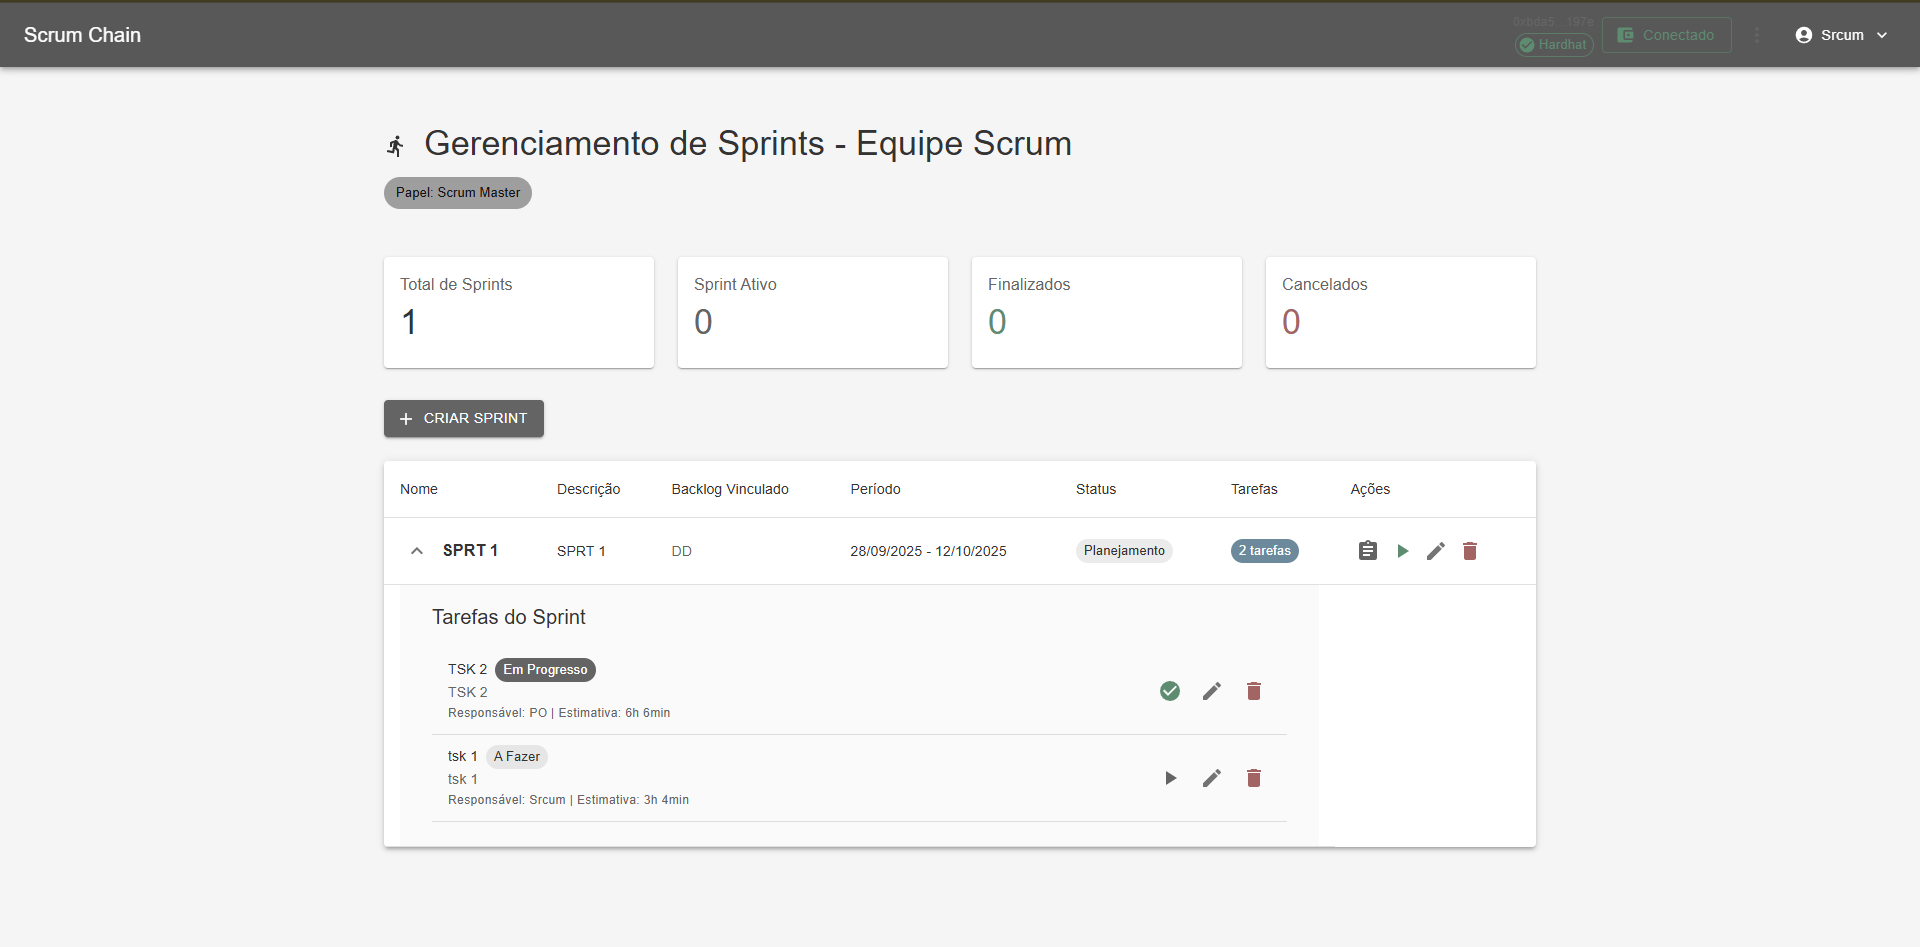 Scrum Chain
0xbda5...197e
Hardhat
Conectado
Srcum
Gerenciamento de Sprints - Equipe Scrum
Papel: Scrum Master
Total de Sprints
1
Sprint Ativo
0
Finalizados
0
Cancelados
0
CRIAR SPRINT
Nome Descrição Backlog Vinculado Período Status Tarefas Ações
SPRT 1 SPRT 1 DD 28/09/2025 - 12/10/2025 Planejamento 2 tarefas
Tarefas do Sprint
TSK 2 Em Progresso
TSK 2
Responsável: PO | Estimativa: 6h 6min
tsk 1 A Fazer
tsk 1
Responsável: Srcum | Estimativa: 3h 4min